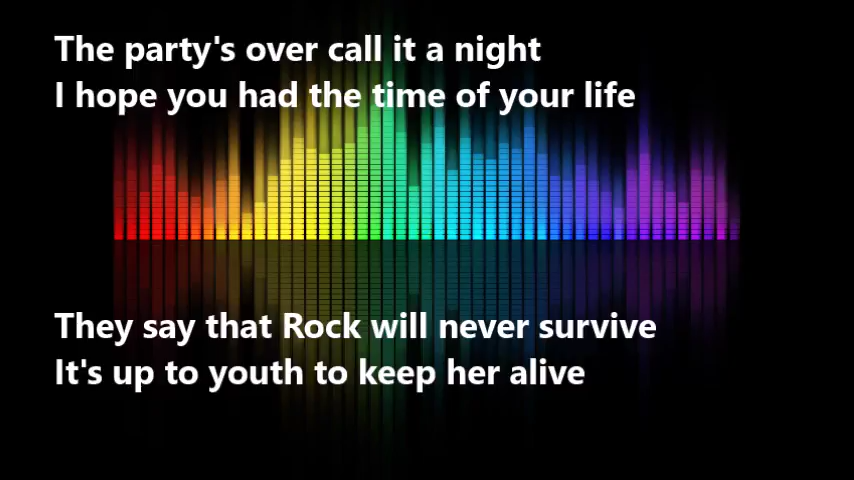 The party's over call it a night
I hope you had the time of your life
They say that Rock will never survive
It's up to youth to keep her alive